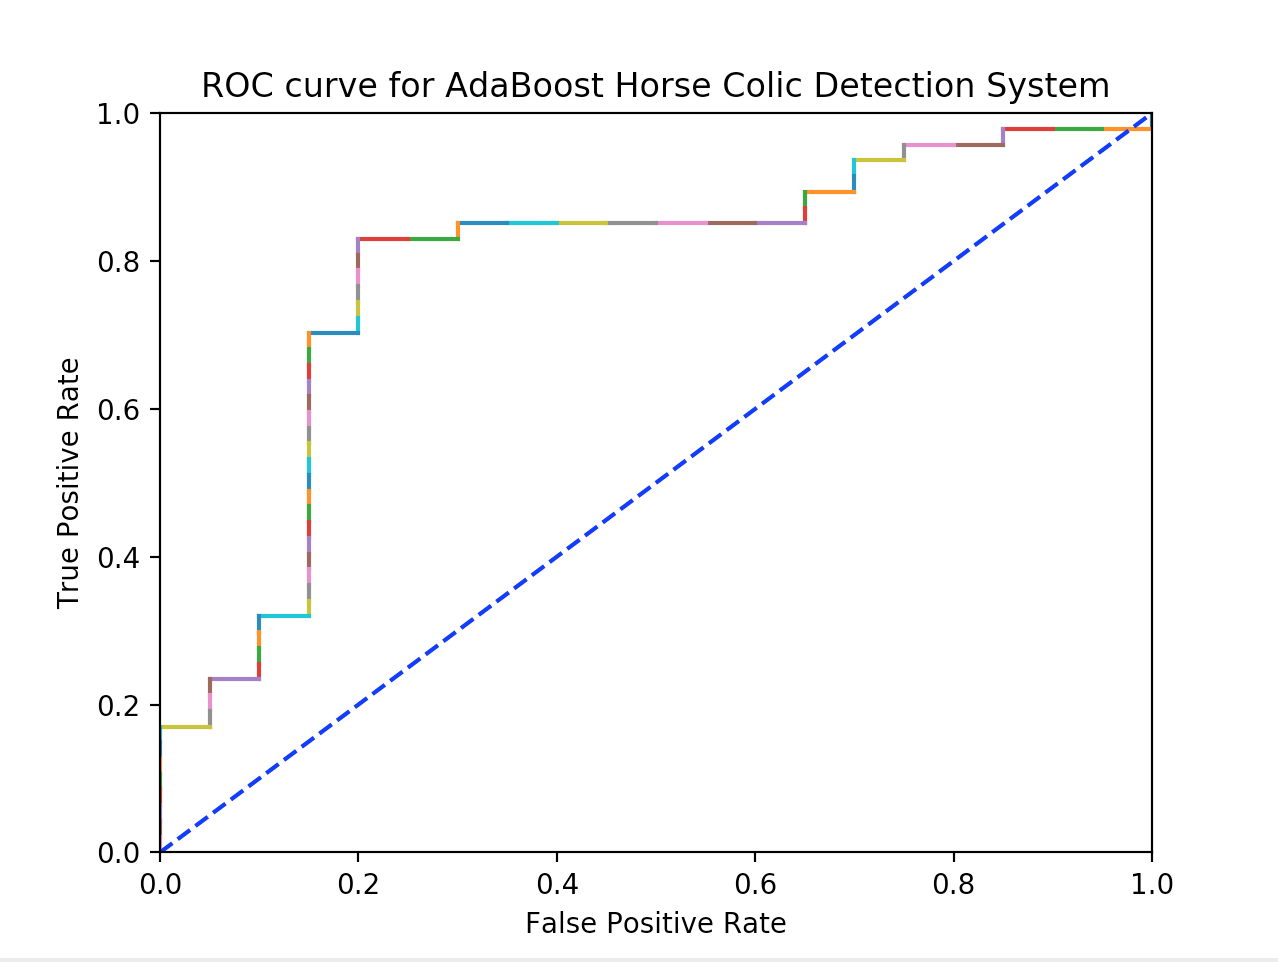 ROC curve for AdaBoost Horse Colic Detection System
1.0
0.8
0.6
0.4
0.2
0.0
True Positive Rate
0.0 0.2 0.4 0.6 0.8 1.0
False Positive Rate